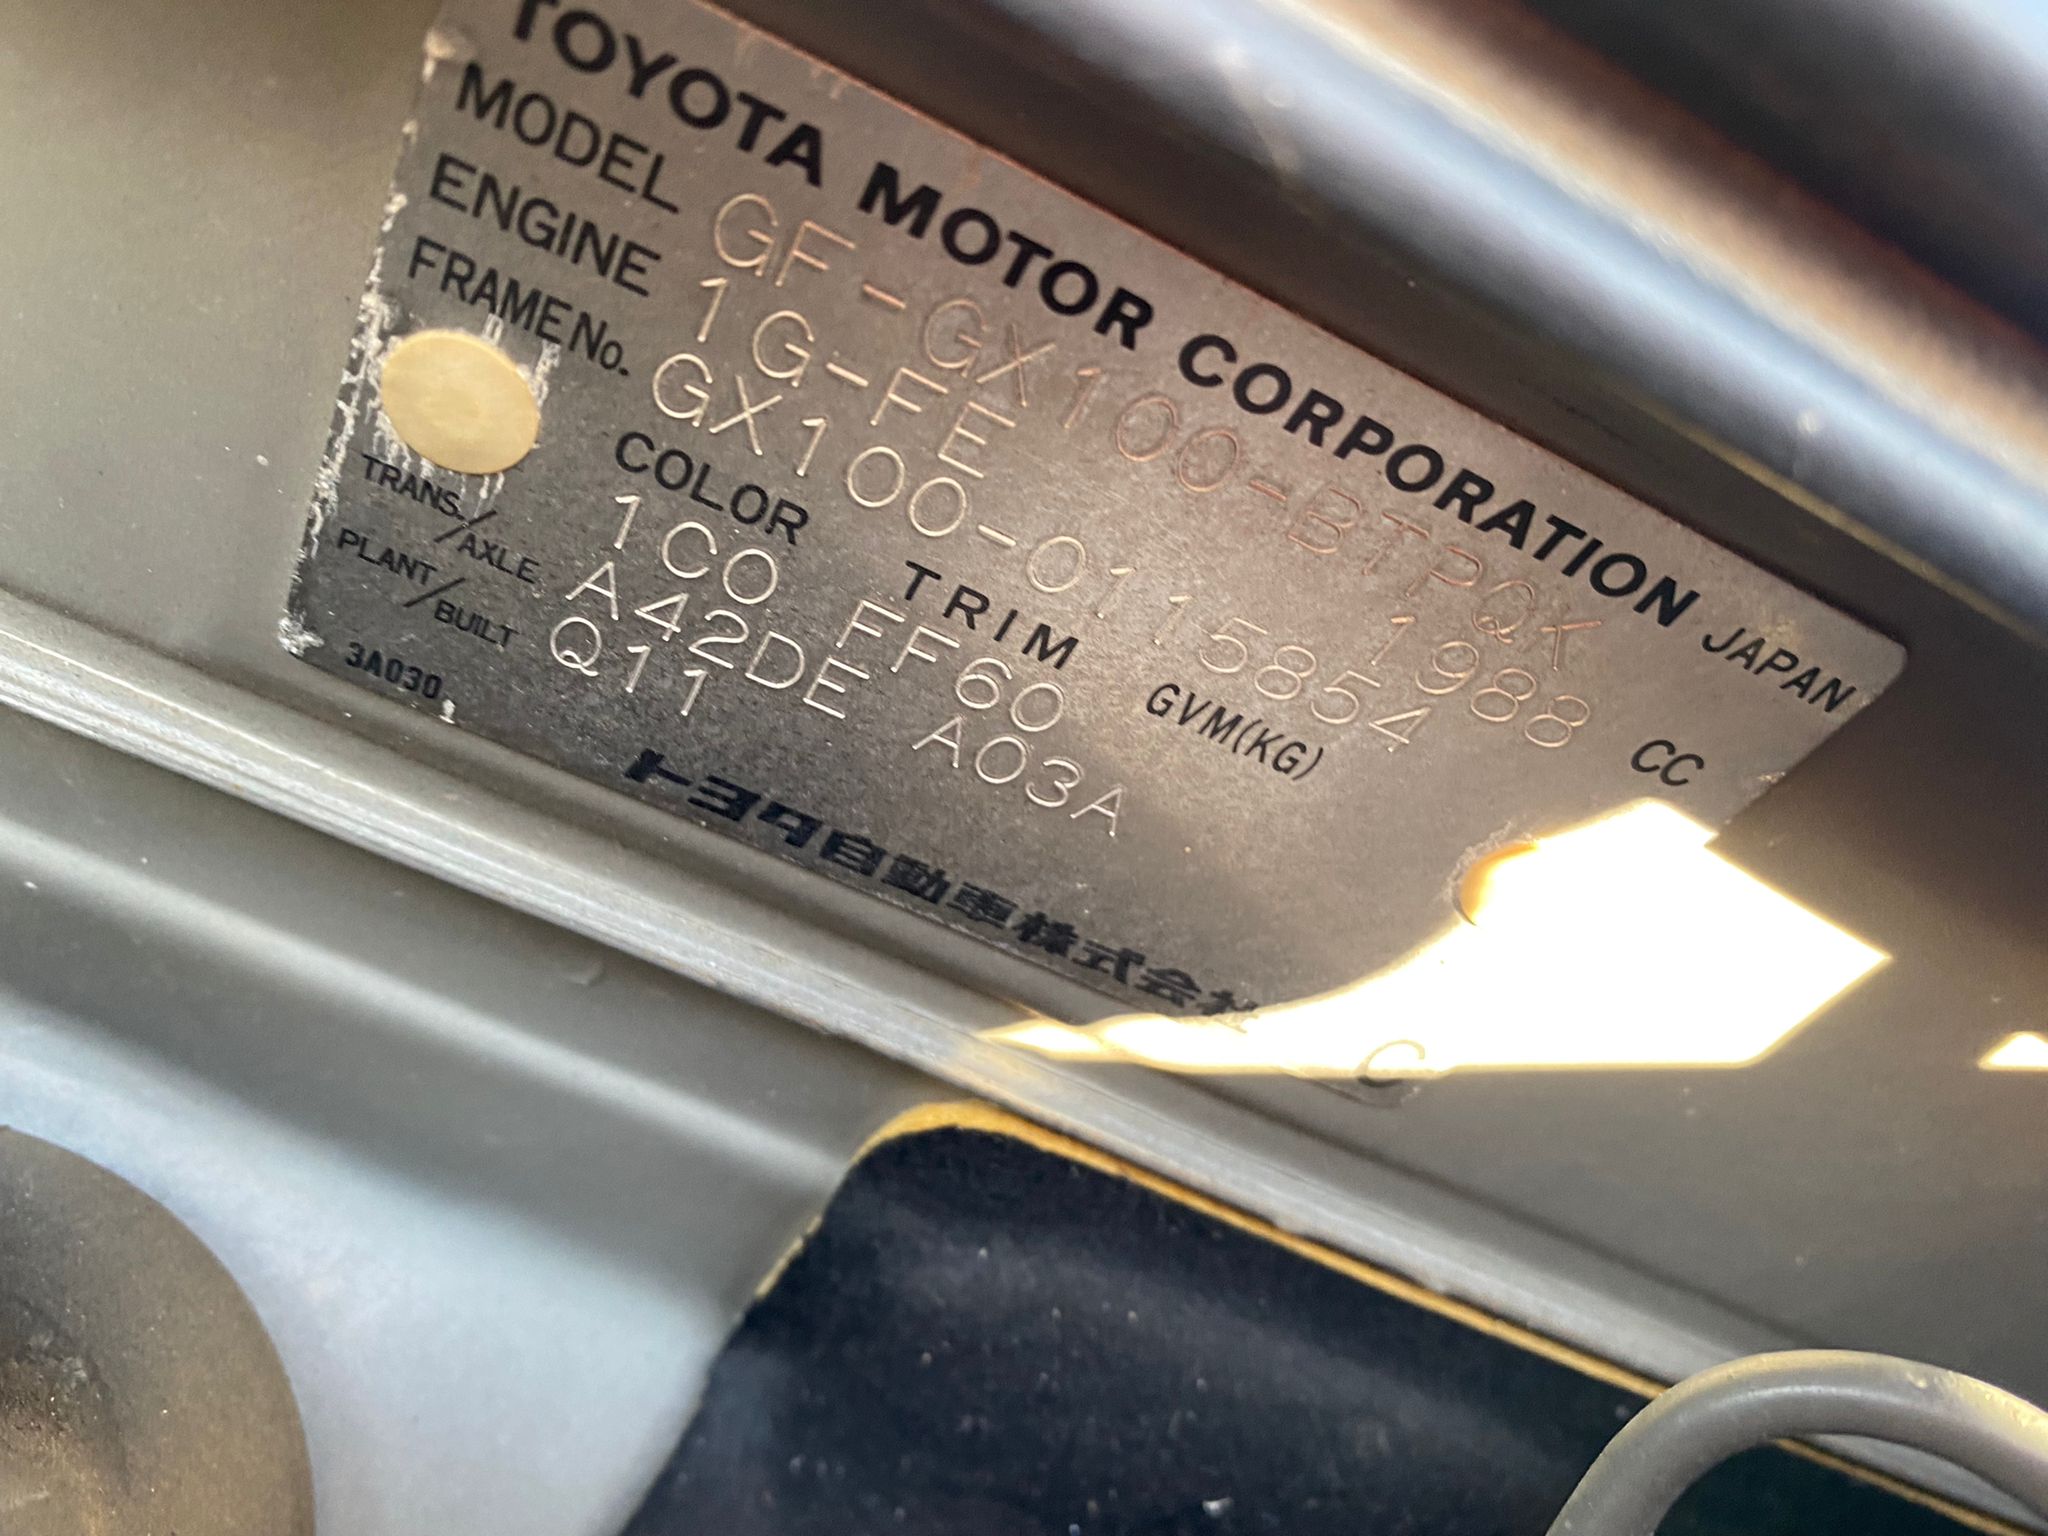 TOYOTA MOTOR CORPORATION JAPAN
MODEL GF-GX100-BTPQK
ENGINE 1G-FE 1988 CC
FRAME No. GX100-0115854
COLOR TRIM GVM(KG)
1C0 FF60
TRANS./AXLE A42DE A03A
PLANT/BUILT Q11
3A030
トヨタ自動車株式会社
C